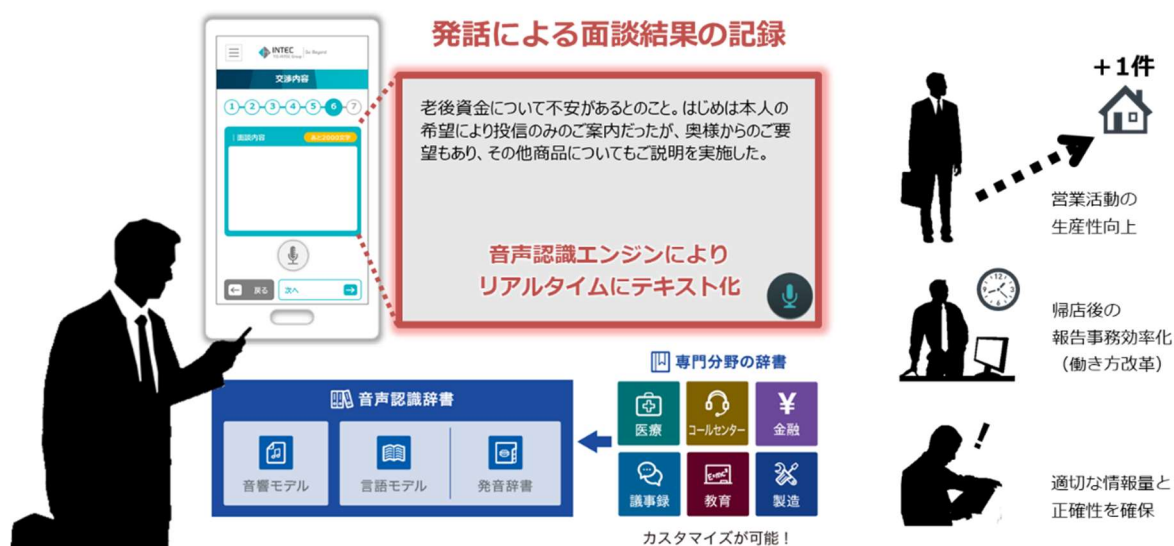 発話による面談結果の記録
INTEC
交渉内容
1 2 3 4 5 6 7
面談内容
あと2000文字
戻る
次へ
老後資金について不安があるとのこと。はじめは本人の
希望により投信のみのご案内だったが、奥様からのご要
望もあり、その他商品についてもご説明を実施した。
音声認識エンジンにより
リアルタイムにテキスト化
音声認識辞書
音響モデル
言語モデル
発音辞書
専門分野の辞書
医療
コールセンター
¥
金融
議事録
E=mc²
教育
製造
カスタマイズが可能！
+1件
営業活動の
生産性向上
12
帰店後の
報告事務効率化
（働き方改革）
!
適切な情報量と
正確性を確保